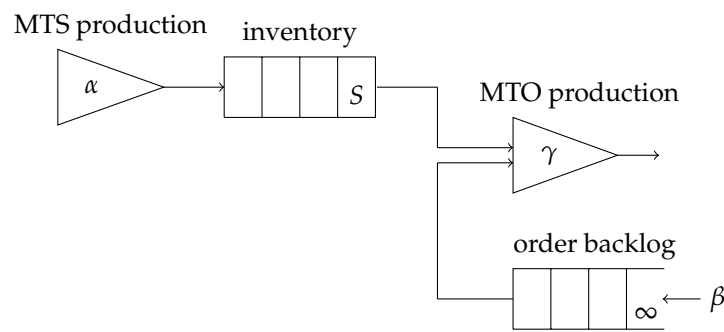 MTS production
inventory
α
S
MTO production
γ
order backlog
∞
β